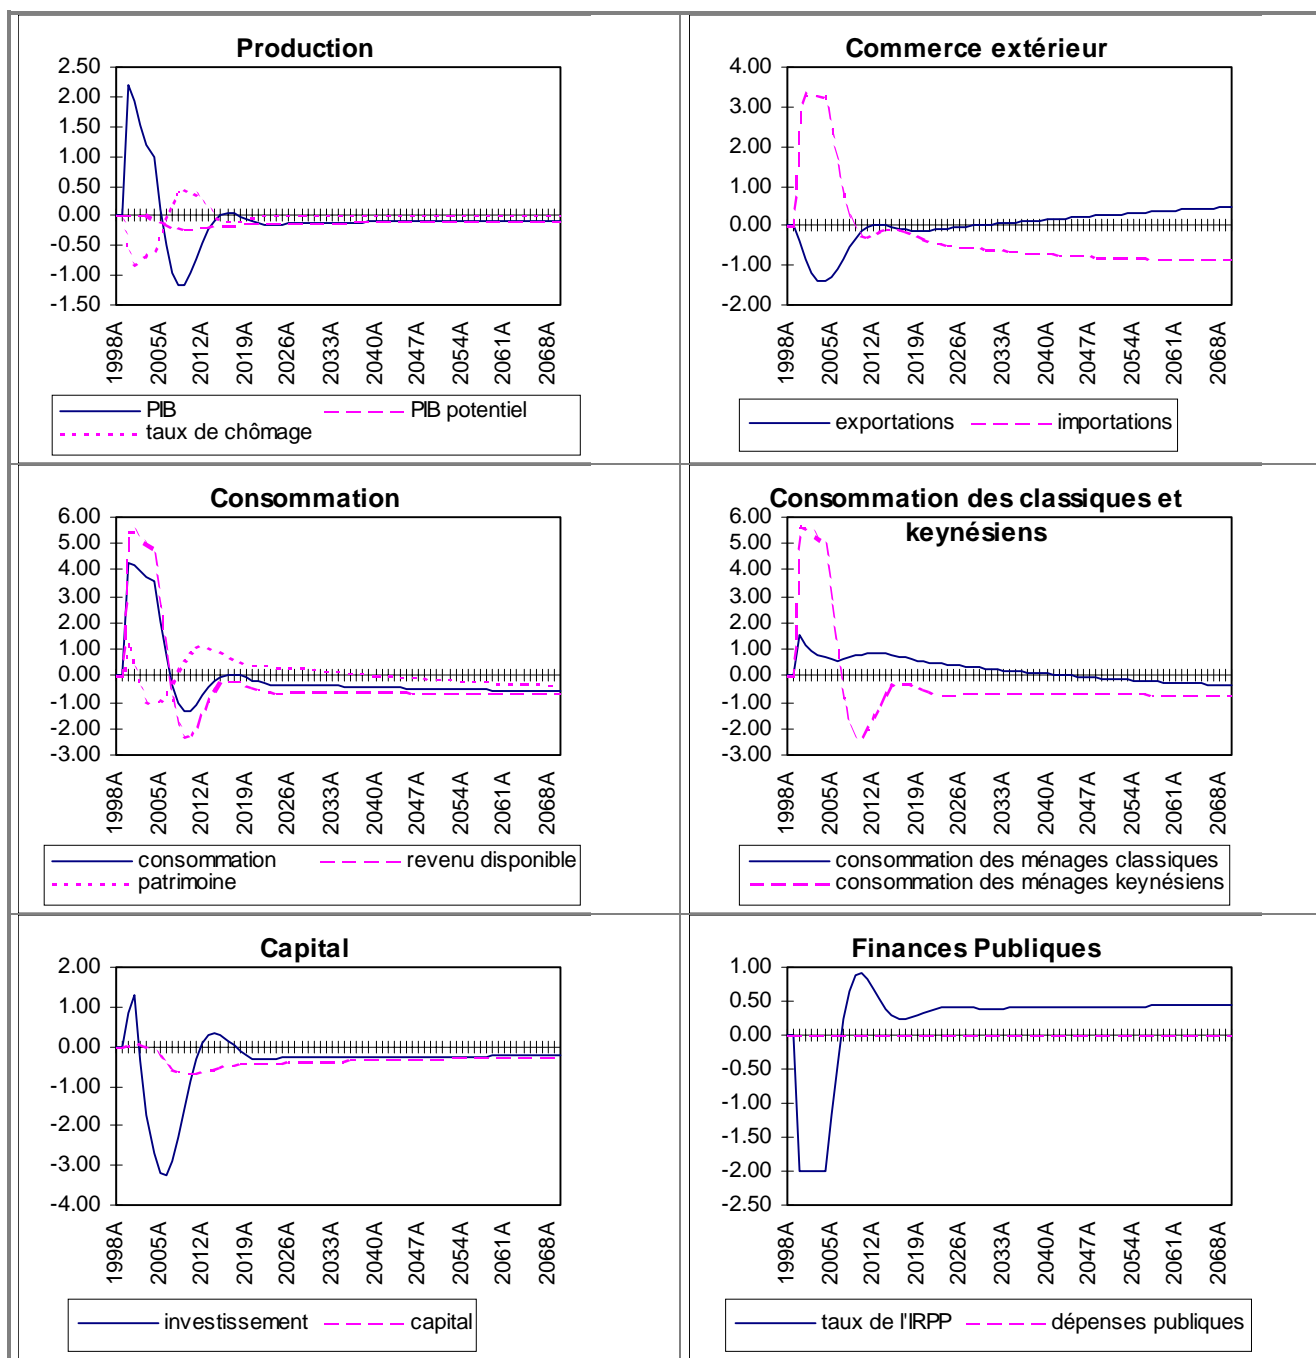 Production
2.50
2.00
1.50
1.00
0.50
0.00
-0.50
-1.00
-1.50
1998A
2005A
2012A
2019A
2026A
2033A
2040A
2047A
2054A
2061A
2068A
PIB
PIB potentiel
taux de chômage
Commerce extérieur
4.00
3.00
2.00
1.00
0.00
-1.00
-2.00
1998A
2005A
2012A
2019A
2026A
2033A
2040A
2047A
2054A
2061A
2068A
exportations
importations
Consommation
6.00
5.00
4.00
3.00
2.00
1.00
0.00
-1.00
-2.00
-3.00
1998A
2005A
2012A
2019A
2026A
2033A
2040A
2047A
2054A
2061A
2068A
consommation
revenu disponible
patrimoine
Consommation des classiques et
keynésiens
6.00
5.00
4.00
3.00
2.00
1.00
0.00
-1.00
-2.00
-3.00
1998A
2005A
2012A
2019A
2026A
2033A
2040A
2047A
2054A
2061A
2068A
consommation des ménages classiques
consommation des ménages keynésiens
Capital
2.00
1.00
0.00
-1.00
-2.00
-3.00
-4.00
1998A
2005A
2012A
2019A
2026A
2033A
2040A
2047A
2054A
2061A
2068A
investissement
capital
Finances Publiques
1.00
0.50
0.00
-0.50
-1.00
-1.50
-2.00
-2.50
1998A
2005A
2012A
2019A
2026A
2033A
2040A
2047A
2054A
2061A
2068A
taux de l'IRPP
dépenses publiques